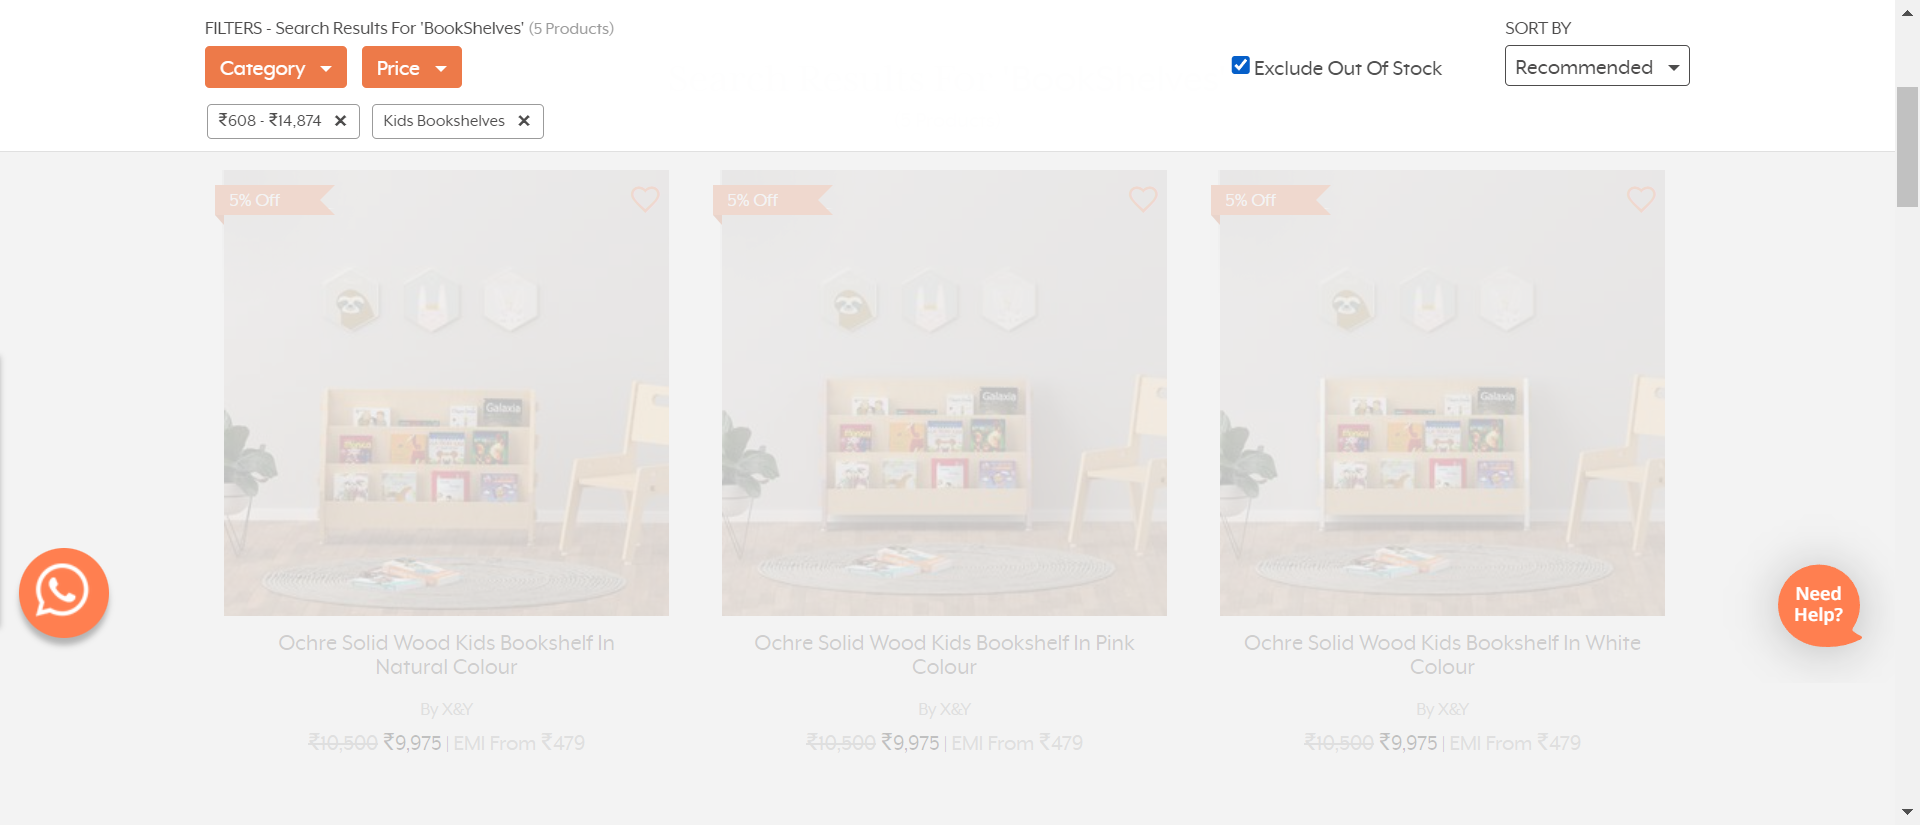 FILTERS - Search Results For 'BookShelves' (5 Products)
SORT BY
Category
Price
Exclude Out Of Stock
Recommended
₹608 - ₹14,874 ×
Kids Bookshelves ×
5% Off
5% Off
5% Off
Galaxia
Galaxia
Galaxia
Need
Help?
Ochre Solid Wood Kids Bookshelf In
Natural Colour
By X&Y
₹10,500 ₹9,975 | EMI From ₹479
Ochre Solid Wood Kids Bookshelf In Pink
Colour
By X&Y
₹10,500 ₹9,975 | EMI From ₹479
Ochre Solid Wood Kids Bookshelf In White
Colour
By X&Y
₹10,500 ₹9,975 | EMI From ₹479